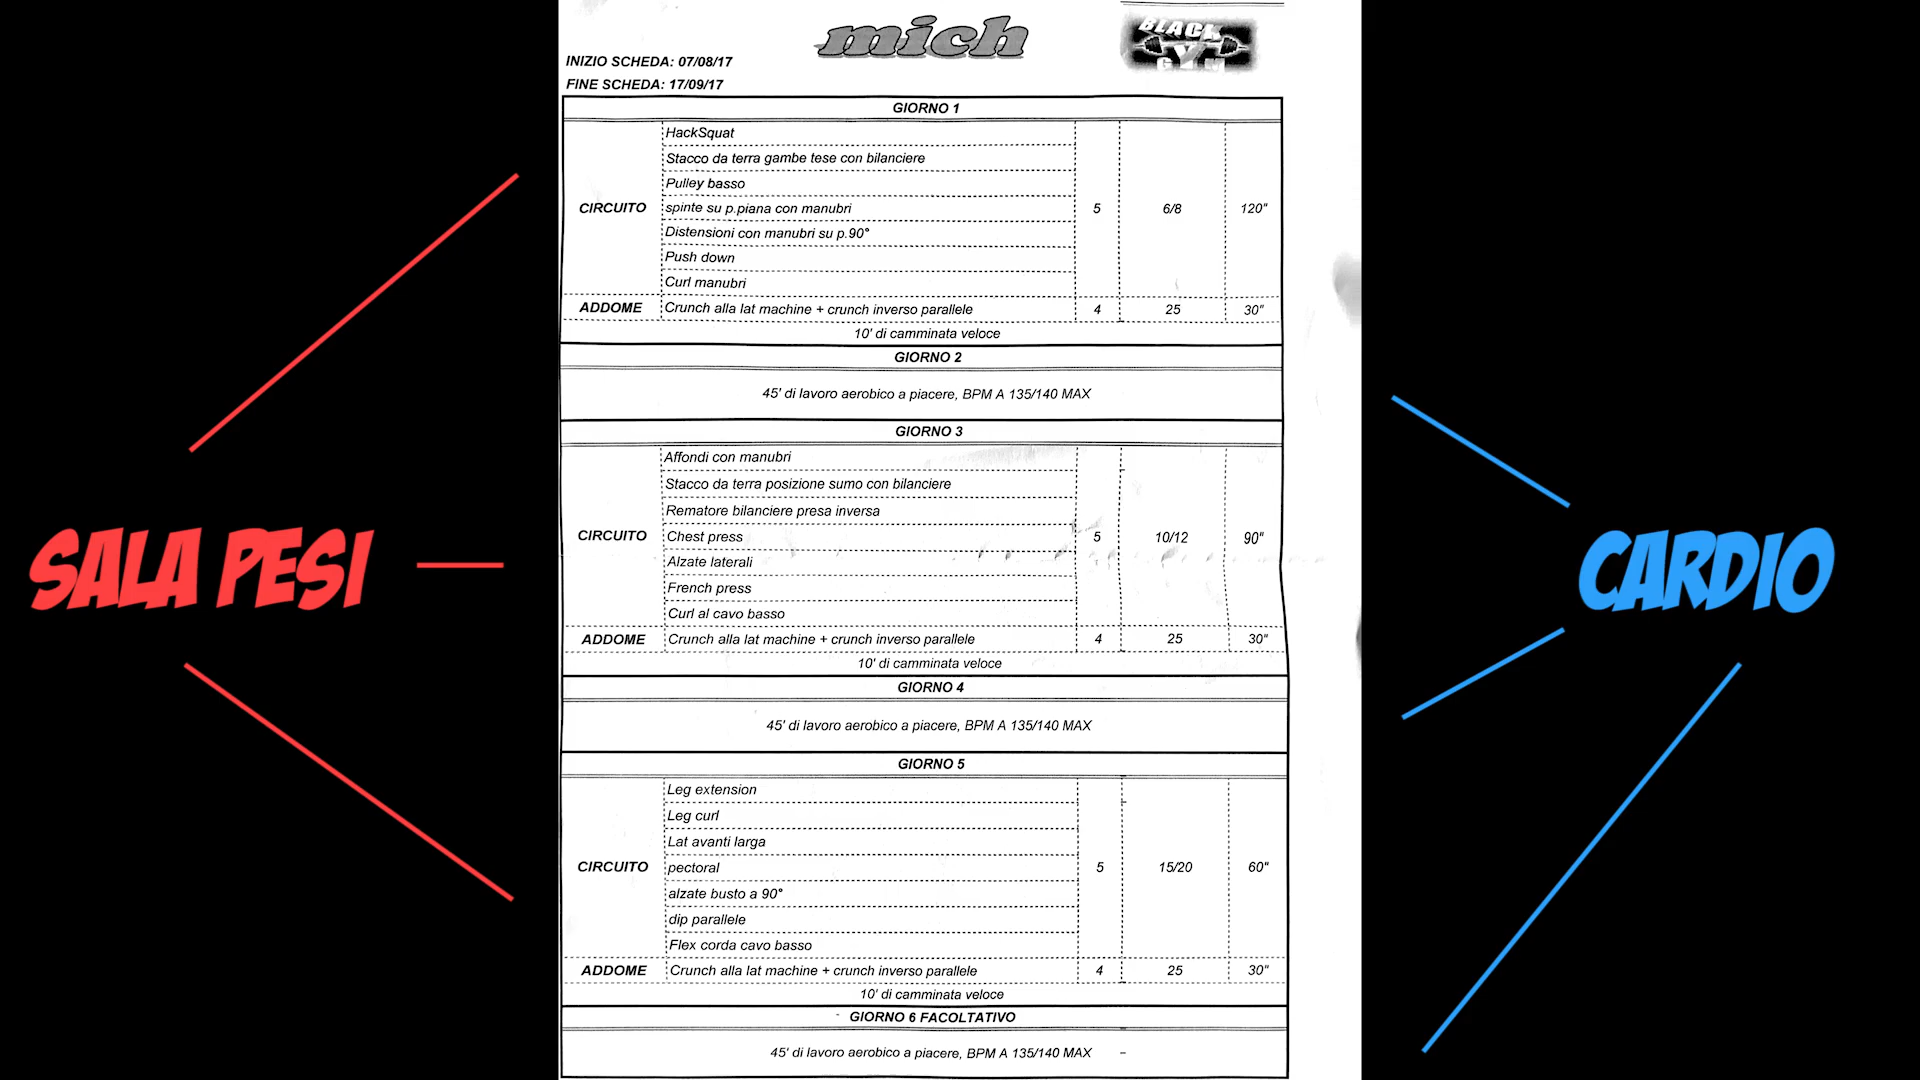 mich
BLACK
GYM
INIZIO SCHEDA: 07/08/17
FINE SCHEDA: 17/09/17
GIORNO 1
HackSquat
Stacco da terra gambe tese con bilanciere
Pulley basso
CIRCUITO spinte su p.piana con manubri 5 6/8 120"
Distensioni con manubri su p.90°
Push down
Curl manubri
ADDOME Crunch alla lat machine + crunch inverso parallele 4 25 30"
10' di camminata veloce
GIORNO 2
45' di lavoro aerobico a piacere, BPM A 135/140 MAX
GIORNO 3
Affondi con manubri
Stacco da terra posizione sumo con bilanciere
Rematore bilanciere presa inversa
CIRCUITO Chest press 5 10/12 90"
Alzate laterali
French press
Curl al cavo basso
ADDOME Crunch alla lat machine + crunch inverso parallele 4 25 30"
10' di camminata veloce
GIORNO 4
45' di lavoro aerobico a piacere, BPM A 135/140 MAX
GIORNO 5
Leg extension
Leg curl
Lat avanti larga
CIRCUITO pectoral 5 15/20 60"
alzate busto a 90°
dip parallele
Flex corda cavo basso
ADDOME Crunch alla lat machine + crunch inverso parallele 4 25 30"
10' di camminata veloce
GIORNO 6 FACOLTATIVO
45' di lavoro aerobico a piacere, BPM A 135/140 MAX
SALA PESI
CARDIO